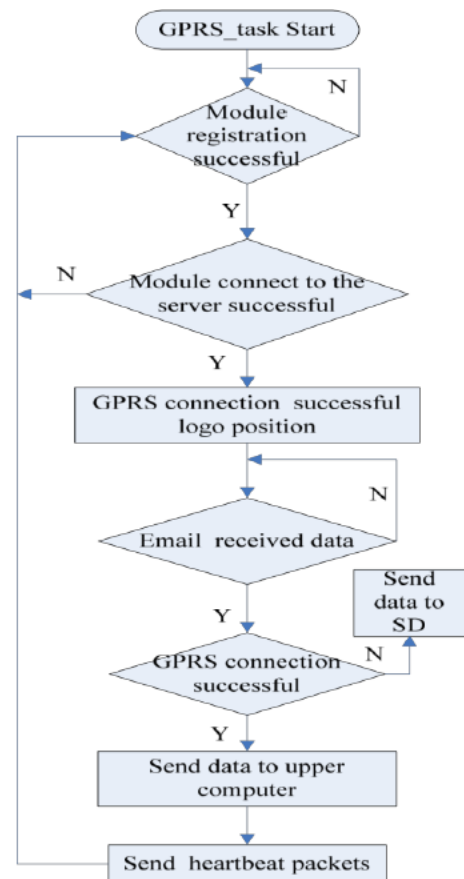 GPRS_task Start
N
Module
registration
successful
Y
N
Module connect to the
server successful
Y
GPRS connection successful
logo position
N
Email received data
Send
data to
SD
Y
GPRS connection
successful
N
Y
Send data to upper
computer
Send heartbeat packets